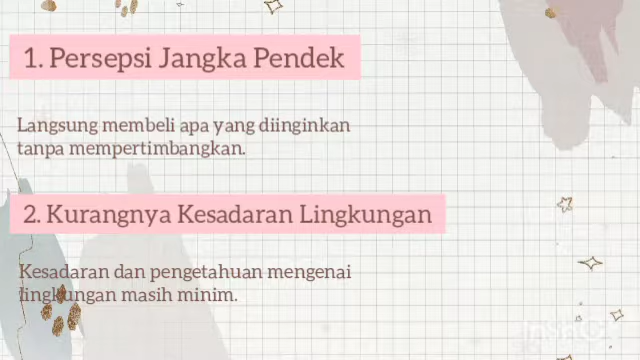 1. Persepsi Jangka Pendek
Langsung membeli apa yang diinginkan
tanpa mempertimbangkan.
2. Kurangnya Kesadaran Lingkungan
Kesadaran dan pengetahuan mengenai
lingkungan masih minim.